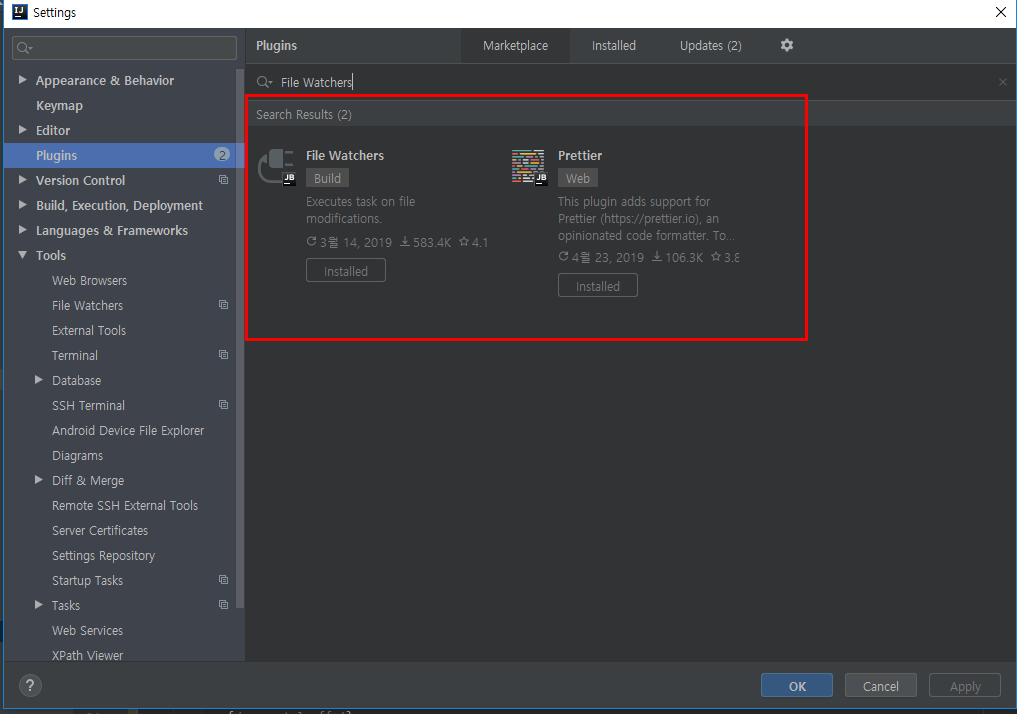 IJ Settings
Plugins
Marketplace
Installed
Updates (2)
File Watchers
Appearance & Behavior
Keymap
Editor
Plugins 2
Version Control
Build, Execution, Deployment
Languages & Frameworks
Tools
Web Browsers
File Watchers
External Tools
Terminal
Database
SSH Terminal
Android Device File Explorer
Diagrams
Diff & Merge
Remote SSH External Tools
Server Certificates
Settings Repository
Startup Tasks
Tasks
Web Services
XPath Viewer
Search Results (2)
File Watchers
JB
Build
Executes task on file
modifications.
3월 14, 2019 583.4K 4.1
Installed
Prettier
JB
Web
This plugin adds support for
Prettier (https://prettier.io), an
opinionated code formatter. To...
4월 23, 2019 106.3K 3.8
Installed
?
OK
Cancel
Apply